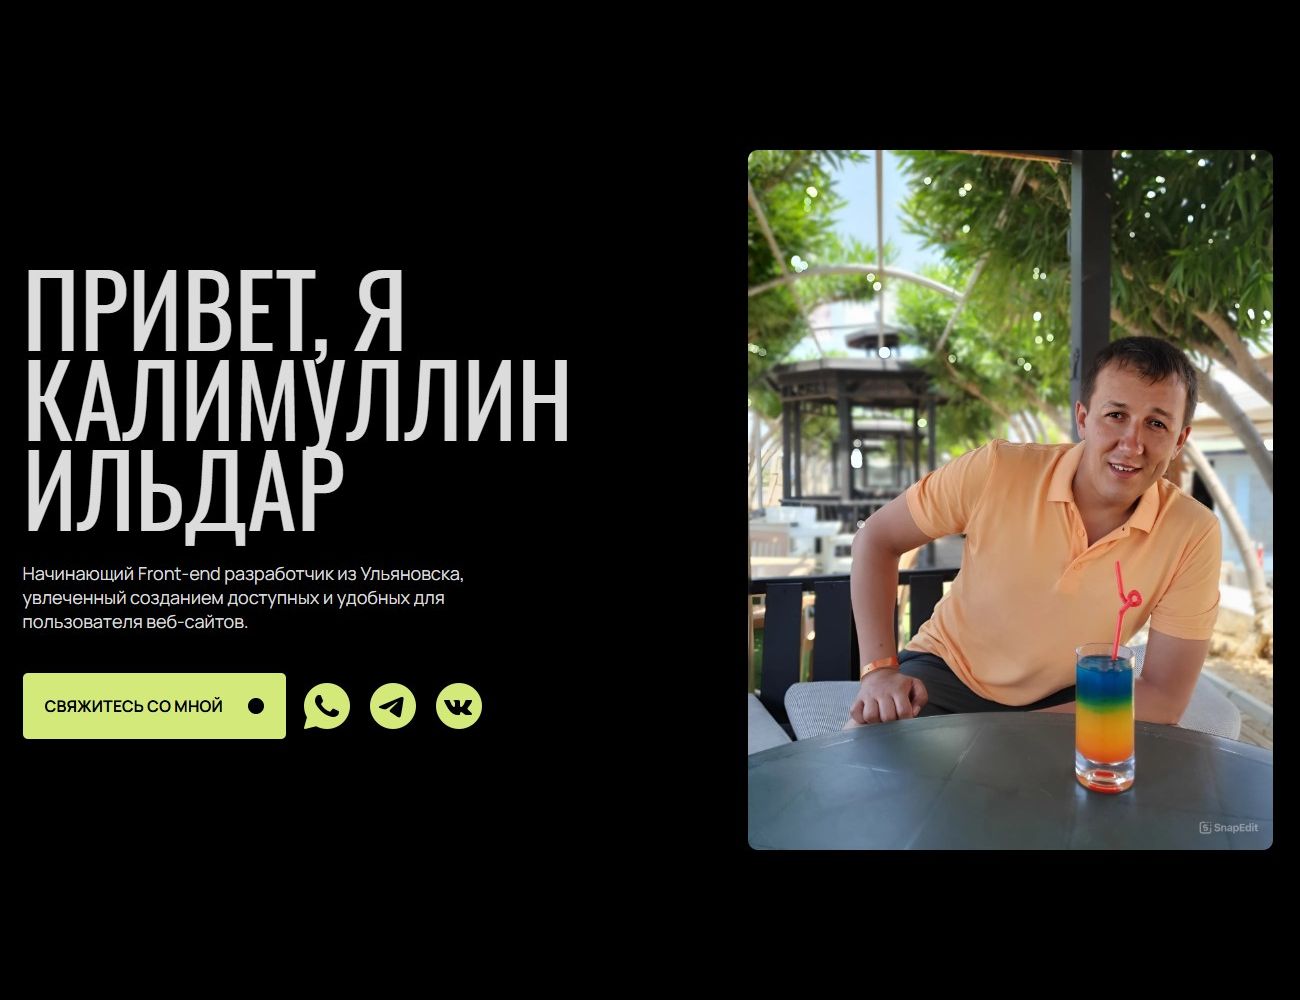 ПРИВЕТ, Я
КАЛИМУЛЛИН
ИЛЬДАР
Начинающий Front-end разработчик из Ульяновска,
увлеченный созданием доступных и удобных для
пользователя веб-сайтов.
СВЯЖИТЕСЬ СО МНОЙ
SnapEdit